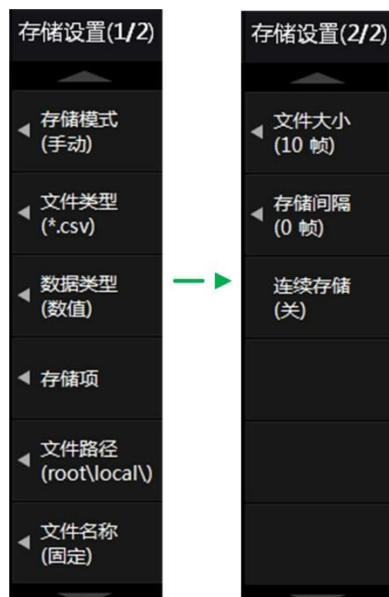 存储设置(1/2)
存储模式
(手动)
文件类型
(*.csv)
数据类型
(数值)
存储项
文件路径
(root\local\)
文件名称
(固定)
存储设置(2/2)
文件大小
(10 帧)
存储间隔
(0 帧)
连续存储
(关)